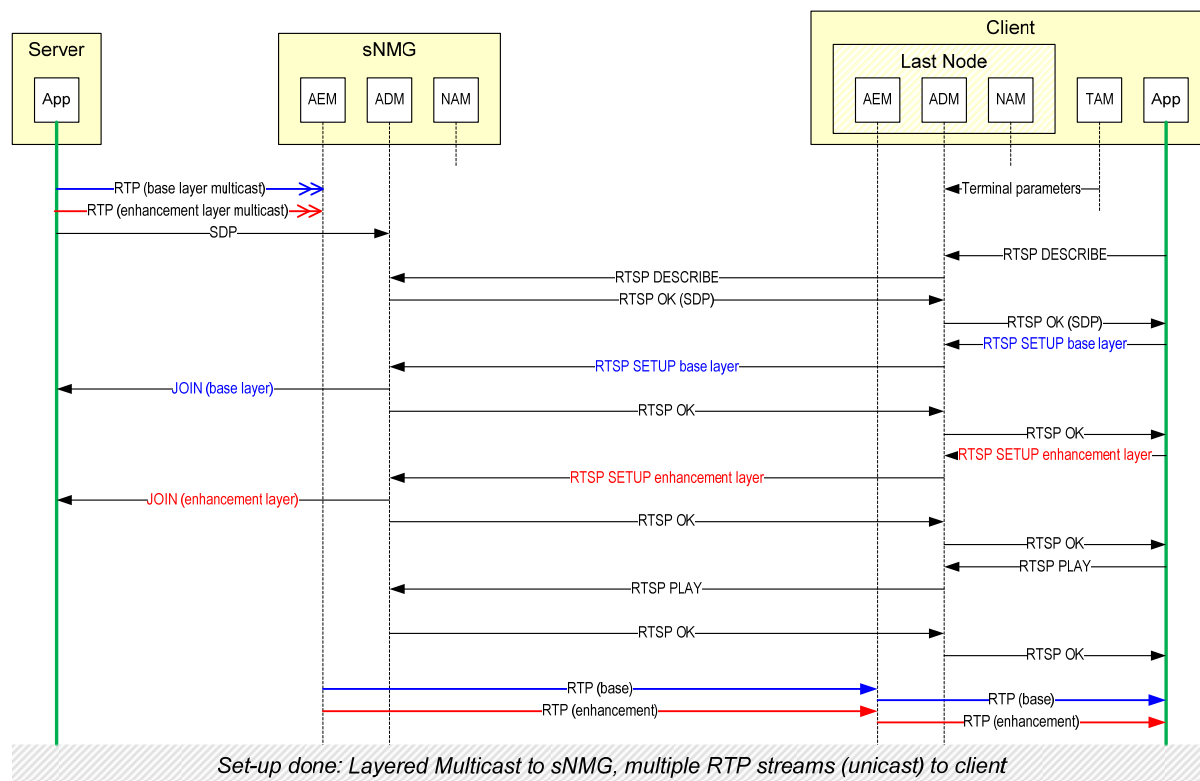 Client
Server
sNMG
Last Node
App
AEM
ADM
NAM
AEM
ADM
NAM
TAM
App
RTP (base layer multicast)
Terminal parameters
RTP (enhancement layer multicast)
SDP
RTSP DESCRIBE
RTSP DESCRIBE
RTSP OK (SDP)
RTSP OK (SDP)
RTSP SETUP base layer
RTSP SETUP base layer
JOIN (base layer)
RTSP OK
RTSP OK
RTSP SETUP enhancement layer
RTSP SETUP enhancement layer
JOIN (enhancement layer)
RTSP OK
RTSP OK
RTSP PLAY
RTSP PLAY
RTSP OK
RTSP OK
RTP (base)
RTP (base)
RTP (enhancement)
RTP (enhancement)
Set-up done: Layered Multicast to sNMG, multiple RTP streams (unicast) to client